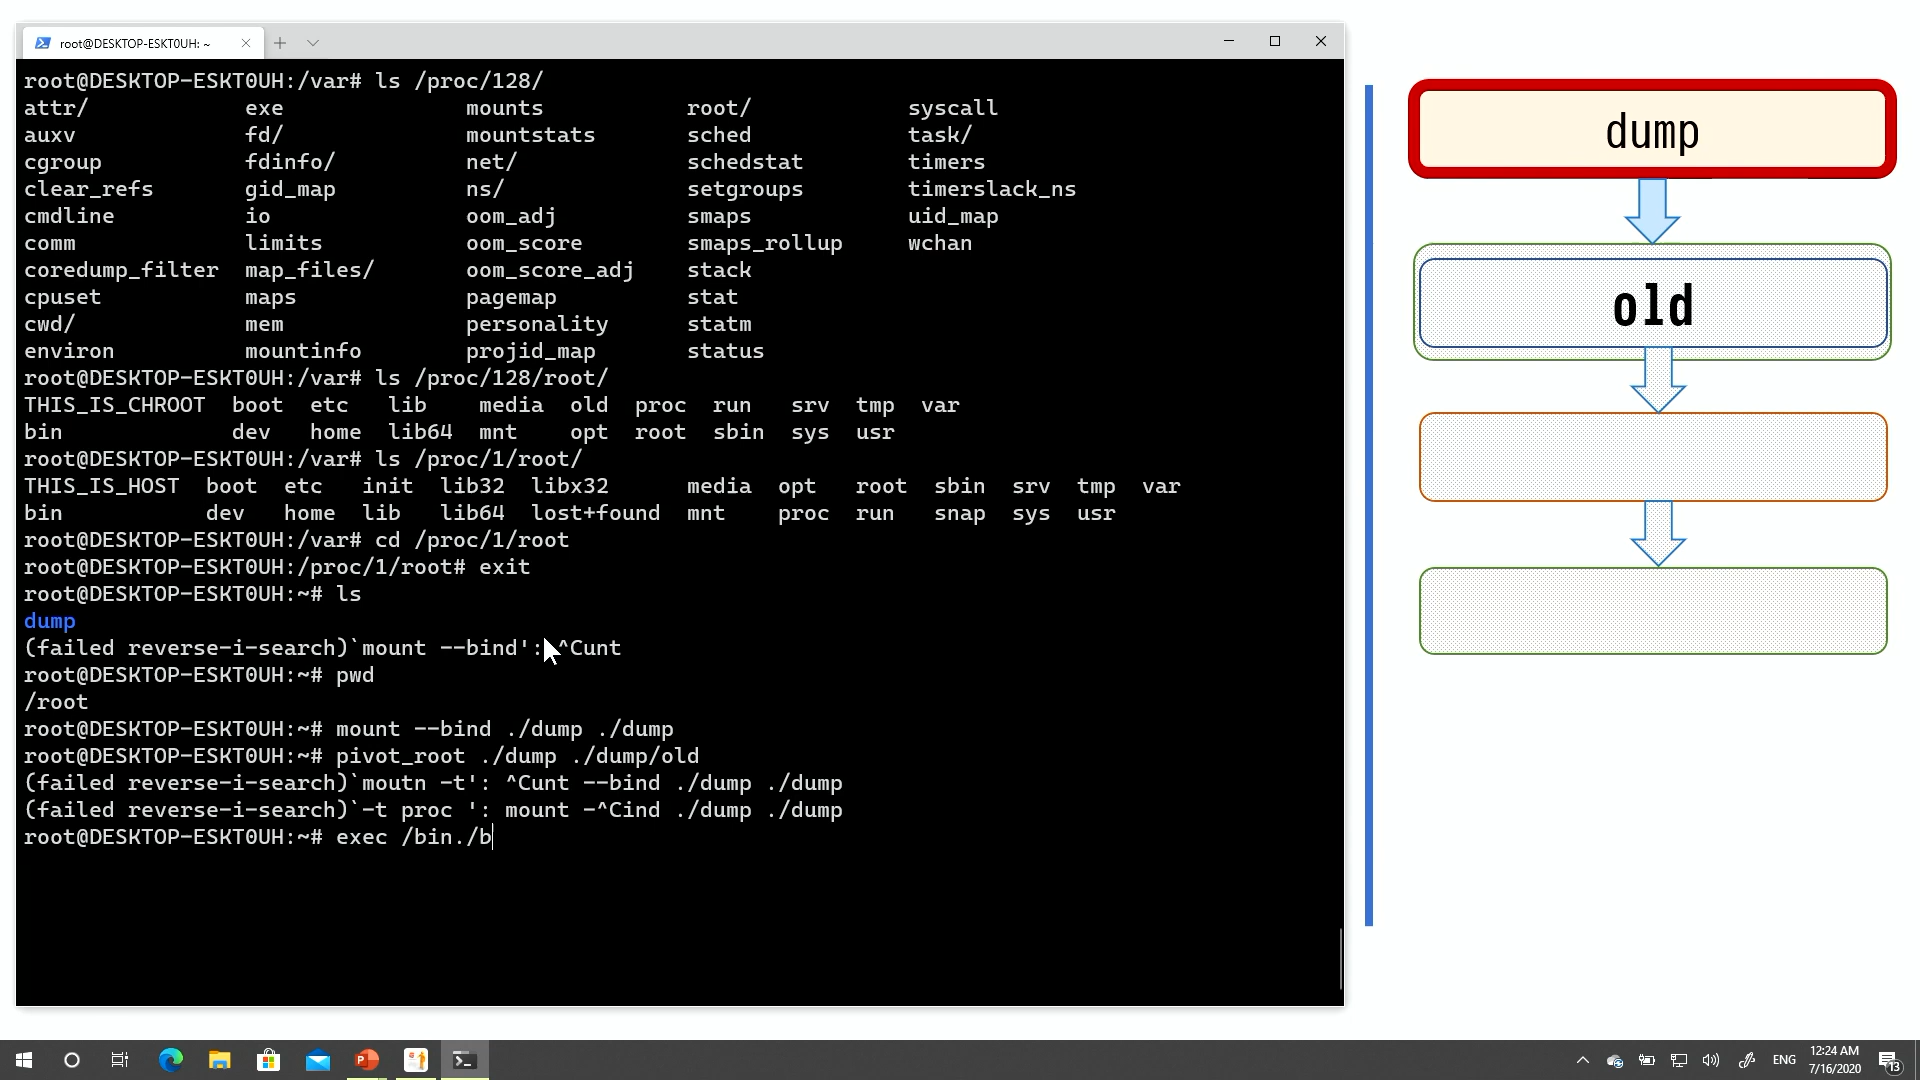 root@DESKTOP-ESKT0UH: ~
root@DESKTOP-ESKT0UH:/var# ls /proc/128/
attr/ exe mounts root/ syscall
auxv fd/ mountstats sched task/
cgroup fdinfo/ net/ schedstat timers
clear_refs gid_map ns/ setgroups timerslack_ns
cmdline io oom_adj smaps uid_map
comm limits oom_score smaps_rollup wchan
coredump_filter map_files/ oom_score_adj stack
cpuset maps pagemap stat
cwd/ mem personality statm
environ mountinfo projid_map status
root@DESKTOP-ESKT0UH:/var# ls /proc/128/root/
THIS_IS_CHROOT boot etc lib media old proc run srv tmp var
bin dev home lib64 mnt opt root sbin sys usr
root@DESKTOP-ESKT0UH:/var# ls /proc/1/root/
THIS_IS_HOST boot etc init lib32 libx32 media opt root sbin srv tmp var
bin dev home lib lib64 lost+found mnt proc run snap sys usr
root@DESKTOP-ESKT0UH:/var# cd /proc/1/root
root@DESKTOP-ESKT0UH:/proc/1/root# exit
root@DESKTOP-ESKT0UH:~# ls
dump
(failed reverse-i-search)`mount --bind': ^Cunt
root@DESKTOP-ESKT0UH:~# pwd
/root
root@DESKTOP-ESKT0UH:~# mount --bind ./dump ./dump
root@DESKTOP-ESKT0UH:~# pivot_root ./dump ./dump/old
(failed reverse-i-search)`moutn -t': ^Cunt --bind ./dump ./dump
(failed reverse-i-search)`-t proc ': mount -^Cind ./dump ./dump
root@DESKTOP-ESKT0UH:~# exec /bin./b
dump
old
ENG
12:24 AM
7/16/2020
13